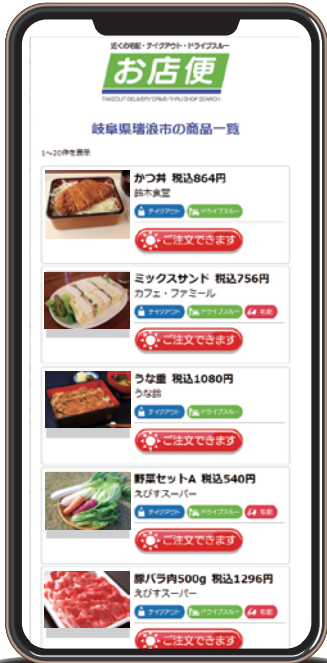 近くの宅配・テイクアウト・ドライブスルー
お店便
TAKEOUT DELIVERY DRIVE-THRU SHOP SEARCH
岐阜県瑞浪市の商品一覧
1～20件を表示
かつ丼 税込864円
鈴木食堂
テイクアウト ドライブスルー
ご注文できます
ミックスサンド 税込756円
カフェ・ファミール
テイクアウト ドライブスルー 宅配
ご注文できます
うな重 税込1080円
うな鈴
テイクアウト ドライブスルー
ご注文できます
野菜セットA 税込540円
えびすスーパー
テイクアウト ドライブスルー 宅配
ご注文できます
豚バラ肉500g 税込1296円
えびすスーパー
テイクアウト ドライブスルー 宅配
ご注文できます